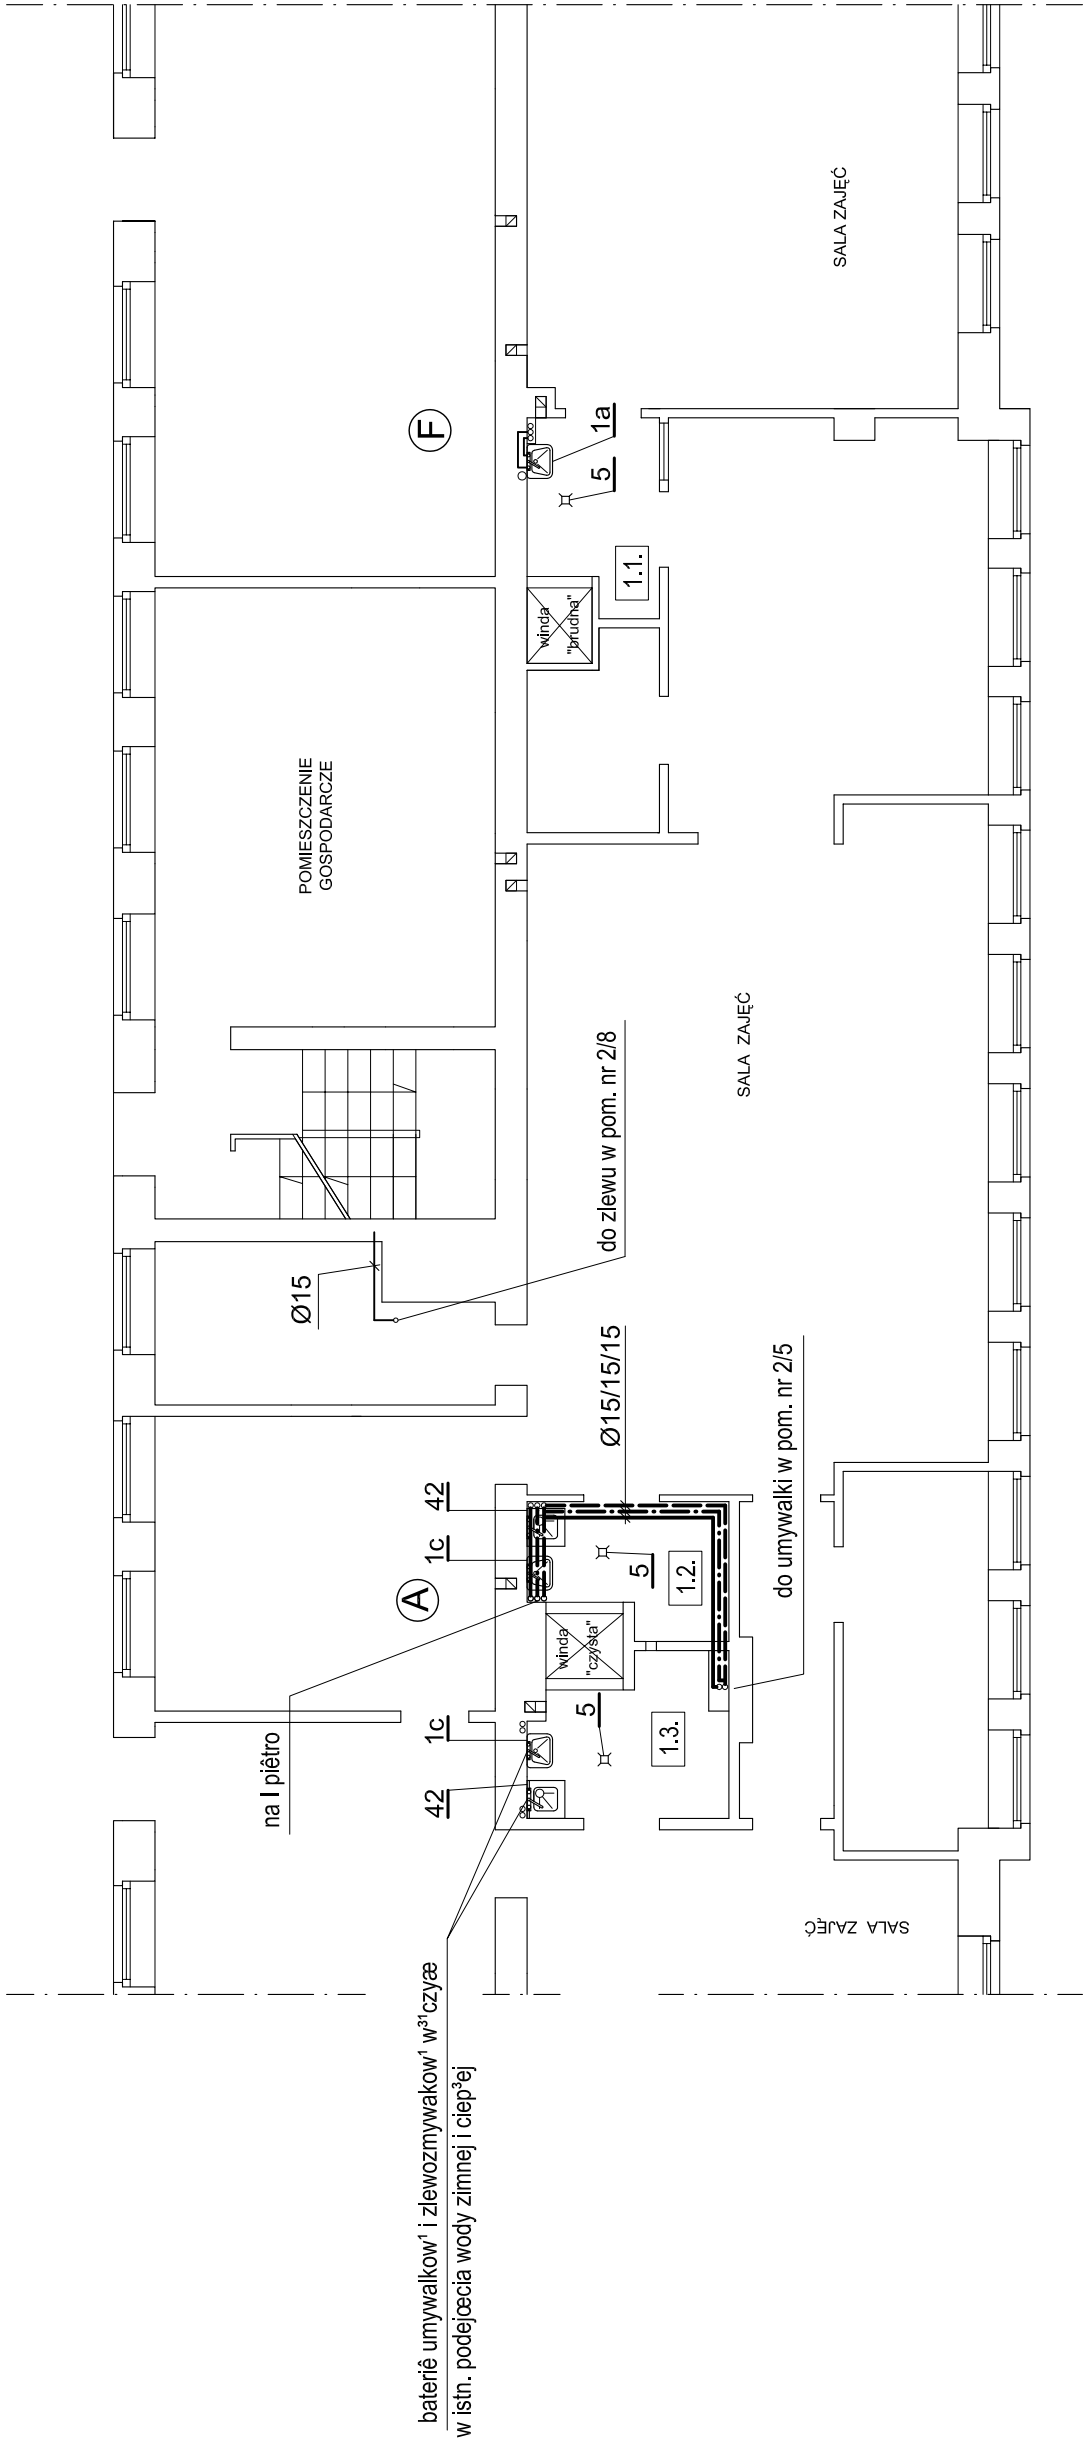 SALA ZAJĘĆ
F
1a
5
1.1.
winda
"brudna"
POMIESZCZENIE
GOSPODARCZE
SALA ZAJĘĆ
do zlewu w pom. nr 2/8
Ø15
Ø15/15/15
do umywalki w pom. nr 2/5
42
1c
A
5
1.2.
winda
"czysta"
na I piêtro
1c
42
5
1.3.
SALA ZAJĘĆ
bateriê umywalkow¹ i zlewozmywakow¹ w³¹czyæ
w istn. podejœcia wody zimnej i ciep³ej